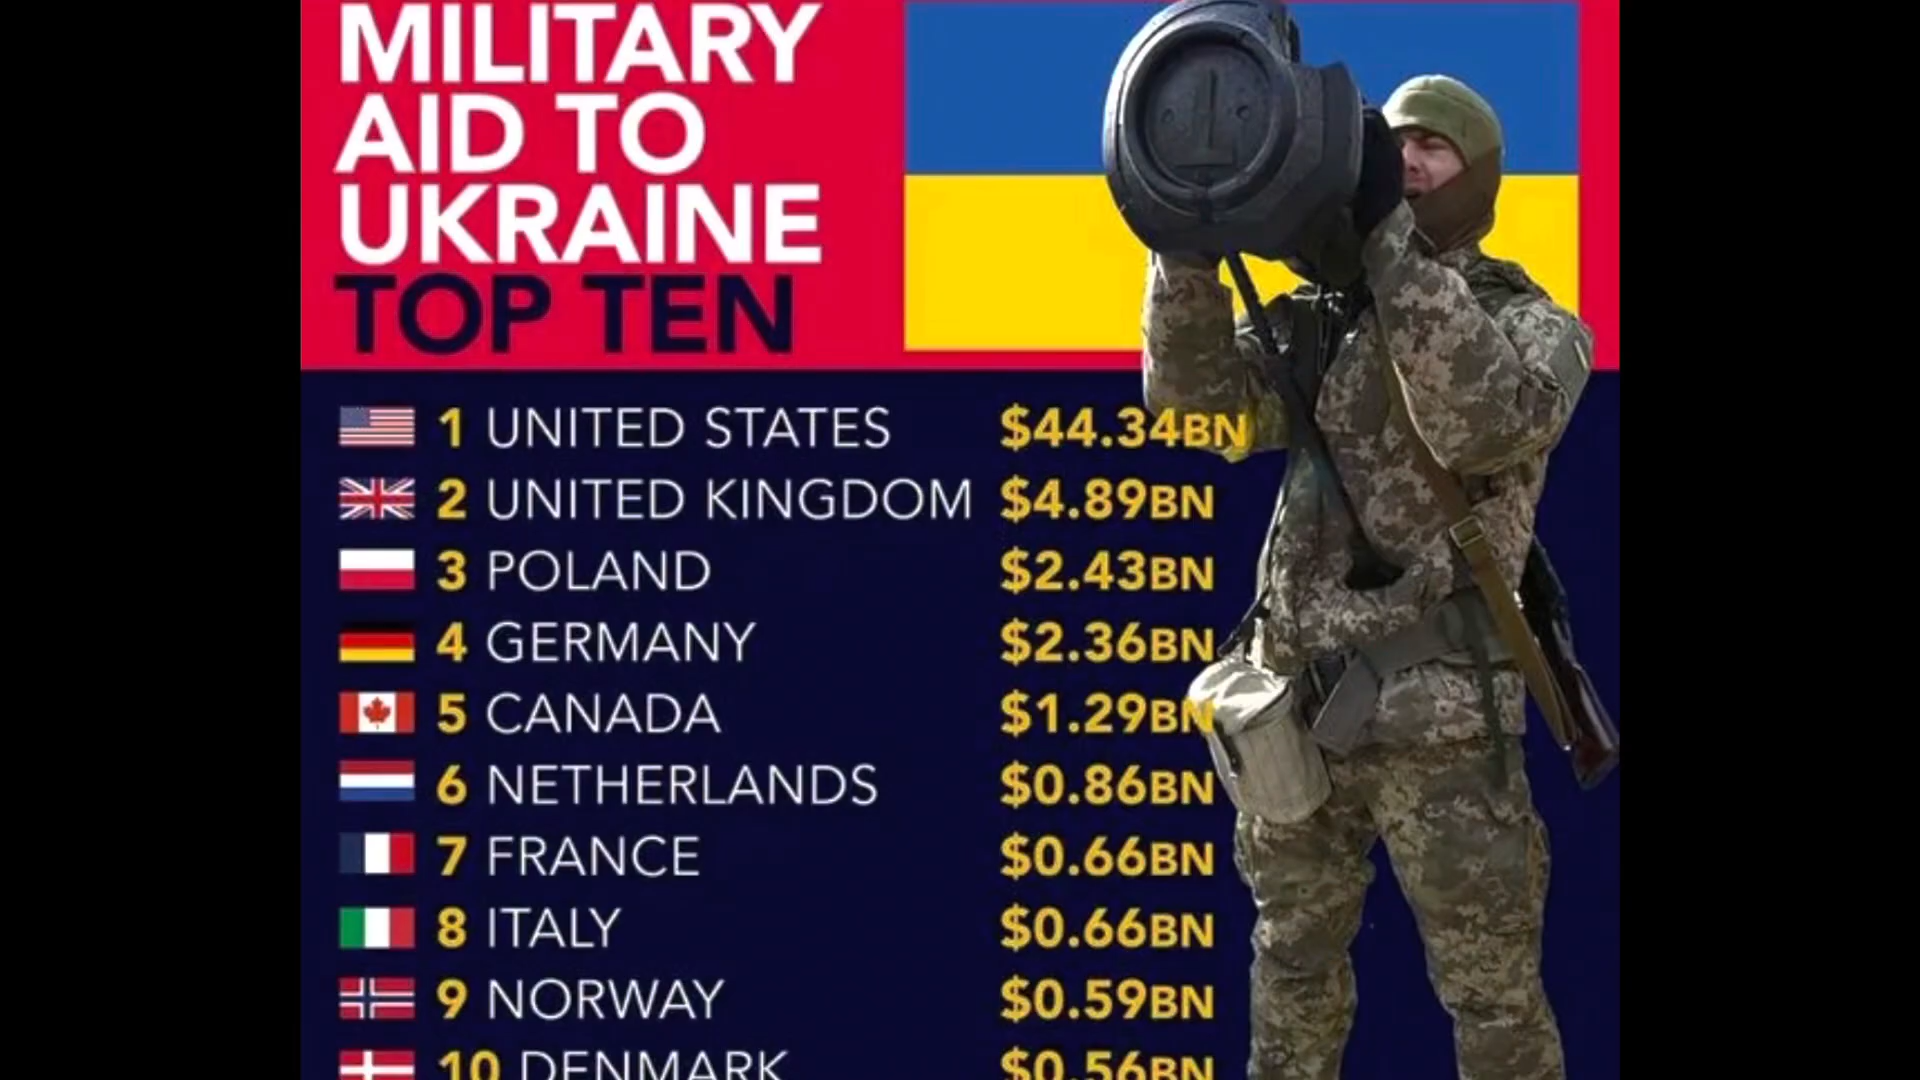 MILITARY
AID TO
UKRAINE
TOP TEN
1 UNITED STATES $44.34BN
2 UNITED KINGDOM $4.89BN
3 POLAND $2.43BN
4 GERMANY $2.36BN
5 CANADA $1.29BN
6 NETHERLANDS $0.86BN
7 FRANCE $0.66BN
8 ITALY $0.66BN
9 NORWAY $0.59BN
10 DENMARK $0.56BN